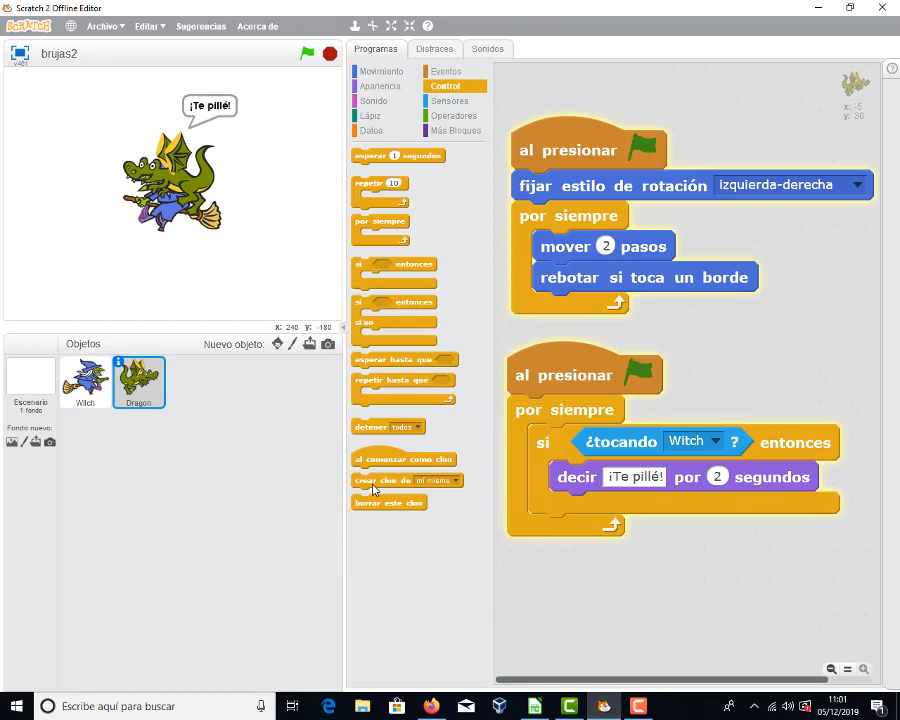 Scratch 2 Offline Editor
SCRATCH
Archivo
Editar
Sugerencias
Acerca de
brujas2
v461
¡Te pillé!
x: 240 y: -180
Objetos
Nuevo objeto:
Escenario
1 fondo
Fondo nuevo:
Witch
Dragon
Programas
Disfraces
Sonidos
Movimiento
Apariencia
Sonido
Lápiz
Datos
Eventos
Control
Sensores
Operadores
Más Bloques
esperar 1 segundos
repetir 10
por siempre
si entonces
si entonces
si no
esperar hasta que
repetir hasta que
detener todos
al comenzar como clon
crear clon de mí mismo
borrar este clon
x: -5
y: 30
al presionar
fijar estilo de rotación izquierda-derecha
por siempre
mover 2 pasos
rebotar si toca un borde
al presionar
por siempre
si ¿tocando Witch ? entonces
decir ¡Te pillé! por 2 segundos
Escribe aquí para buscar
11:01
05/12/2019
1